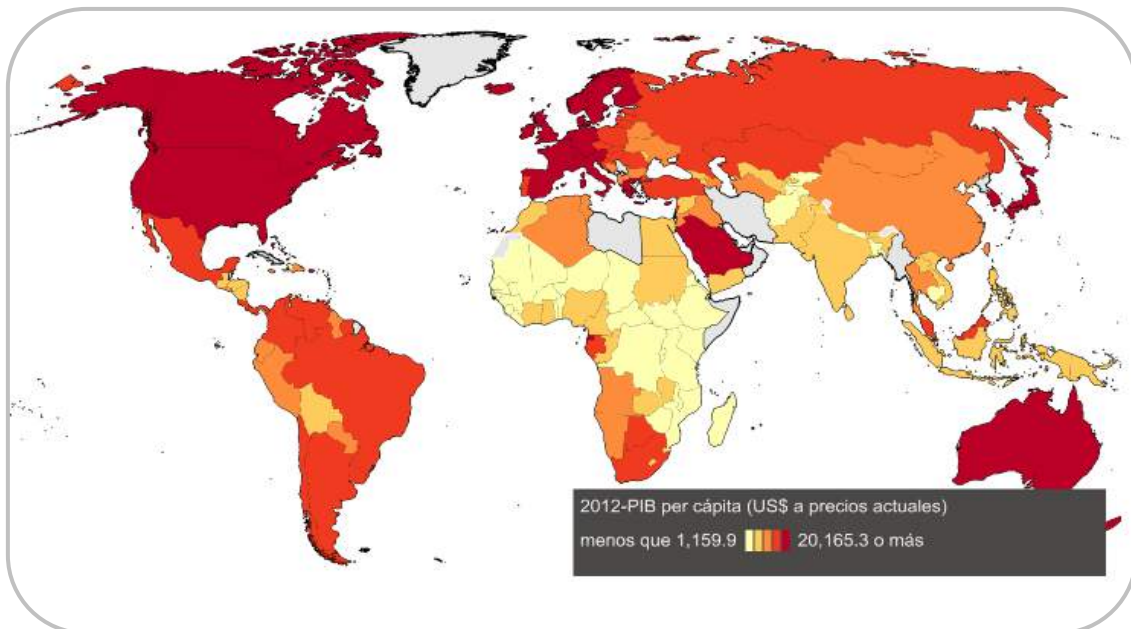 2012-PIB per cápita (US$ a precios actuales)
menos que 1,159.9 20,165.3 o más